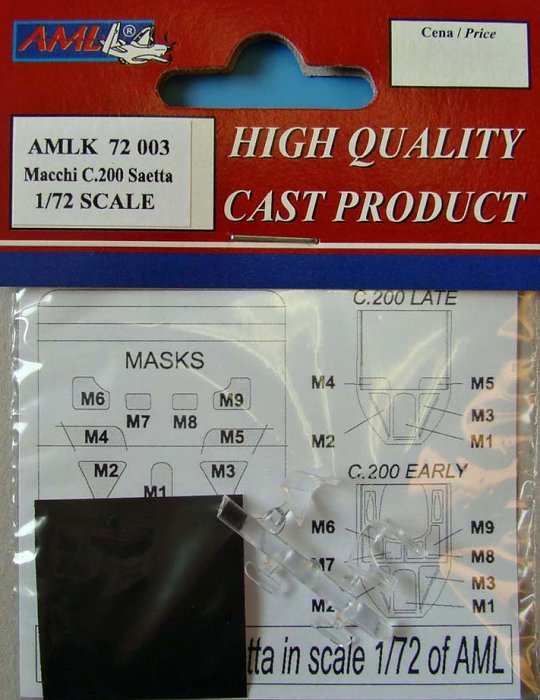 AML ®
Cena / Price
AMLK 72 003
Macchi C.200 Saetta
1/72 SCALE
HIGH QUALITY
CAST PRODUCT
MASKS
M6
M7
M8
M9
M4
M5
M2
M1
M3
C.200 LATE
M4
M5
M3
M2
M1
C.200 EARLY
M6
M9
M7
M8
M3
M2
M1
tta in scale 1/72 of AML